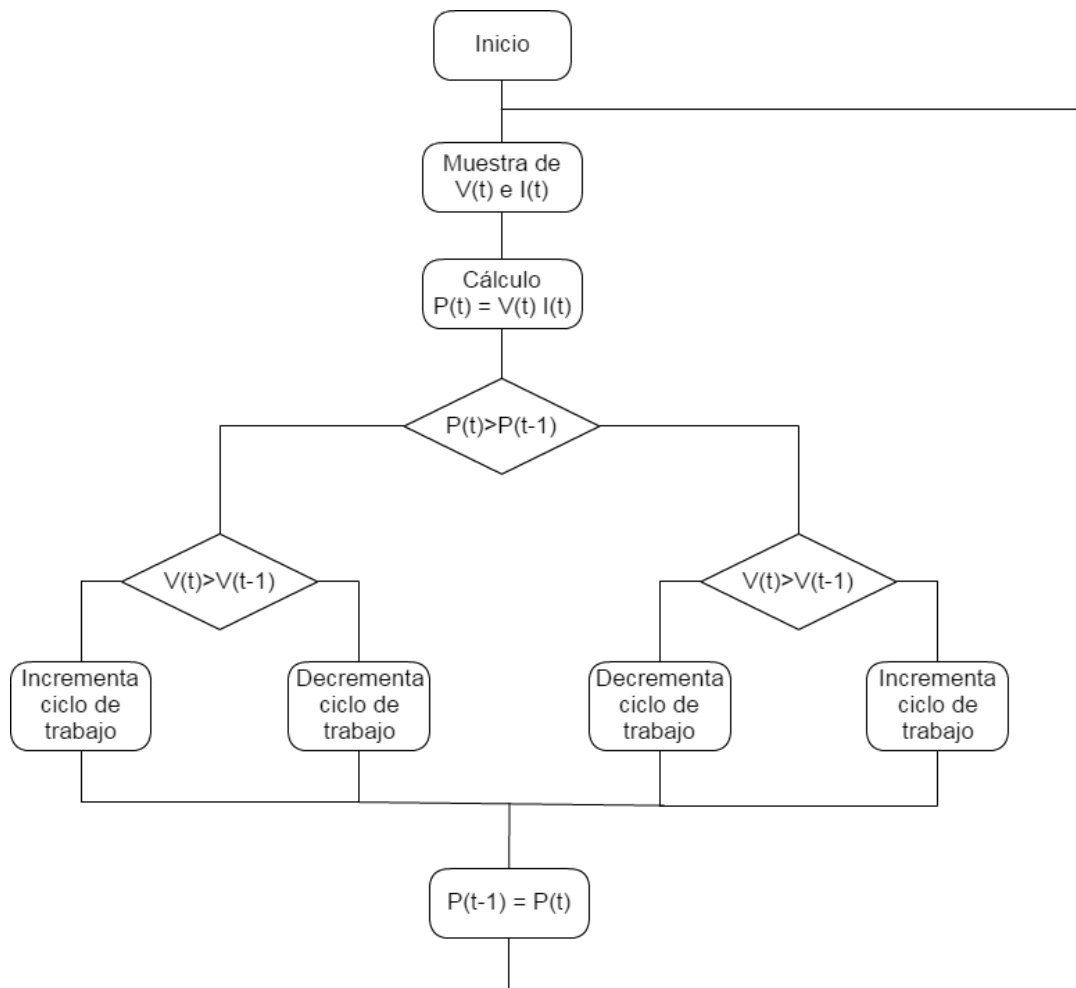 Inicio
Muestra de
V(t) e I(t)
Cálculo
P(t) = V(t) I(t)
P(t)>P(t-1)
V(t)>V(t-1)
V(t)>V(t-1)
Incrementa
ciclo de
trabajo
Decrementa
ciclo de
trabajo
Decrementa
ciclo de
trabajo
Incrementa
ciclo de
trabajo
P(t-1) = P(t)